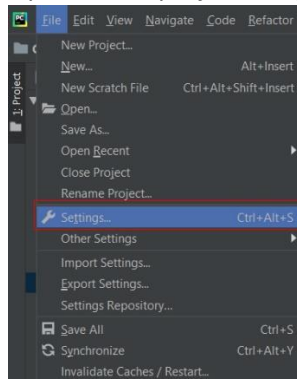 PC File Edit View Navigate Code Refactor
New Project...
New... Alt+Insert
New Scratch File Ctrl+Alt+Shift+Insert
Open...
Save As...
Open Recent
Close Project
Rename Project...
Settings... Ctrl+Alt+S
Other Settings
Import Settings...
Export Settings...
Settings Repository...
Save All Ctrl+S
Synchronize Ctrl+Alt+Y
Invalidate Caches / Restart...
1: Project